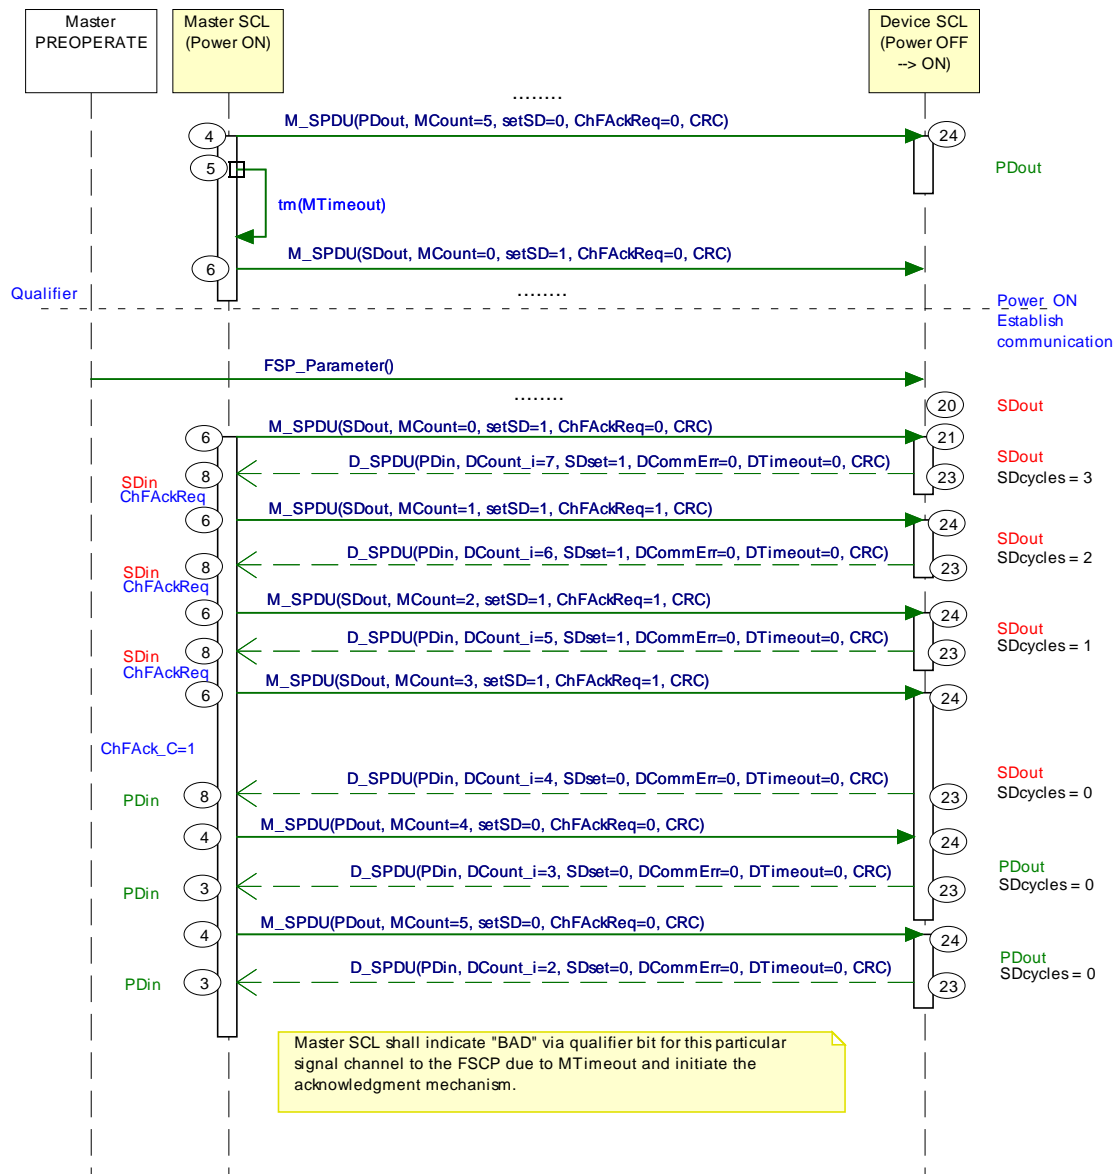 Master
PREOPERATE
Master SCL
(Power ON)
Device SCL
(Power OFF
--> ON)
........
M_SPDU(PDout, MCount=5, setSD=0, ChFAckReq=0, CRC)
4
24
5
PDout
tm(MTimeout)
M_SPDU(SDout, MCount=0, setSD=1, ChFAckReq=0, CRC)
6
Qualifier
........
Power ON
Establish
communication
FSP_Parameter()
........
20
SDout
M_SPDU(SDout, MCount=0, setSD=1, ChFAckReq=0, CRC)
6
21
D_SPDU(PDin, DCount_i=7, SDset=1, DCommErr=0, DTimeout=0, CRC)
SDout
8
23
SDcycles = 3
SDin
ChFAckReq
M_SPDU(SDout, MCount=1, setSD=1, ChFAckReq=1, CRC)
6
24
D_SPDU(PDin, DCount_i=6, SDset=1, DCommErr=0, DTimeout=0, CRC)
SDout
SDcycles = 2
8
23
SDin
ChFAckReq
M_SPDU(SDout, MCount=2, setSD=1, ChFAckReq=1, CRC)
6
24
D_SPDU(PDin, DCount_i=5, SDset=1, DCommErr=0, DTimeout=0, CRC)
SDout
SDcycles = 1
8
23
SDin
ChFAckReq
M_SPDU(SDout, MCount=3, setSD=1, ChFAckReq=1, CRC)
6
24
ChFAck_C=1
D_SPDU(PDin, DCount_i=4, SDset=0, DCommErr=0, DTimeout=0, CRC)
SDout
SDcycles = 0
PDin
8
23
M_SPDU(PDout, MCount=4, setSD=0, ChFAckReq=0, CRC)
4
24
D_SPDU(PDin, DCount_i=3, SDset=0, DCommErr=0, DTimeout=0, CRC)
PDout
SDcycles = 0
PDin
3
23
M_SPDU(PDout, MCount=5, setSD=0, ChFAckReq=0, CRC)
4
24
D_SPDU(PDin, DCount_i=2, SDset=0, DCommErr=0, DTimeout=0, CRC)
PDout
SDcycles = 0
PDin
3
23
Master SCL shall indicate "BAD" via qualifier bit for this particular
signal channel to the FSCP due to MTimeout and initiate the
acknowledgment mechanism.